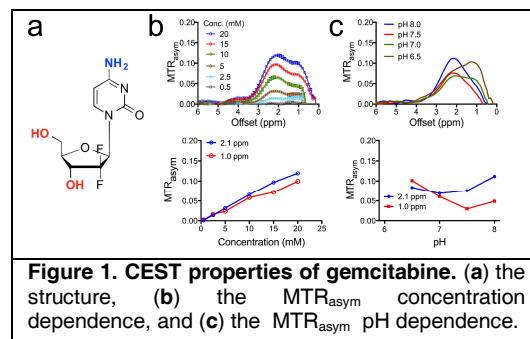 a
b
c
NH2
N
N
O
HO
O
F
F
HO
Conc. (mM)
20
15
10
5
2.5
0.5
MTRasym
0.20
0.15
0.10
0.05
0.00
6 5 4 3 2 1 0
Offset (ppm)
pH 8.0
pH 7.5
pH 7.0
pH 6.5
MTRasym
0.20
0.15
0.10
0.05
0.00
6 5 4 3 2 1 0
Offset (ppm)
2.1 ppm
1.0 ppm
MTRasym
0.20
0.15
0.10
0.05
0.00
0 5 10 15 20 25
Concentration (mM)
MTRasym
0.20
0.15
0.10
0.05
0.00
2.1 ppm
1.0 ppm
6 7 8
pH
Figure 1. CEST properties of gemcitabine. (a) the
structure, (b) the MTRasym concentration
dependence, and (c) the MTRasym pH dependence.